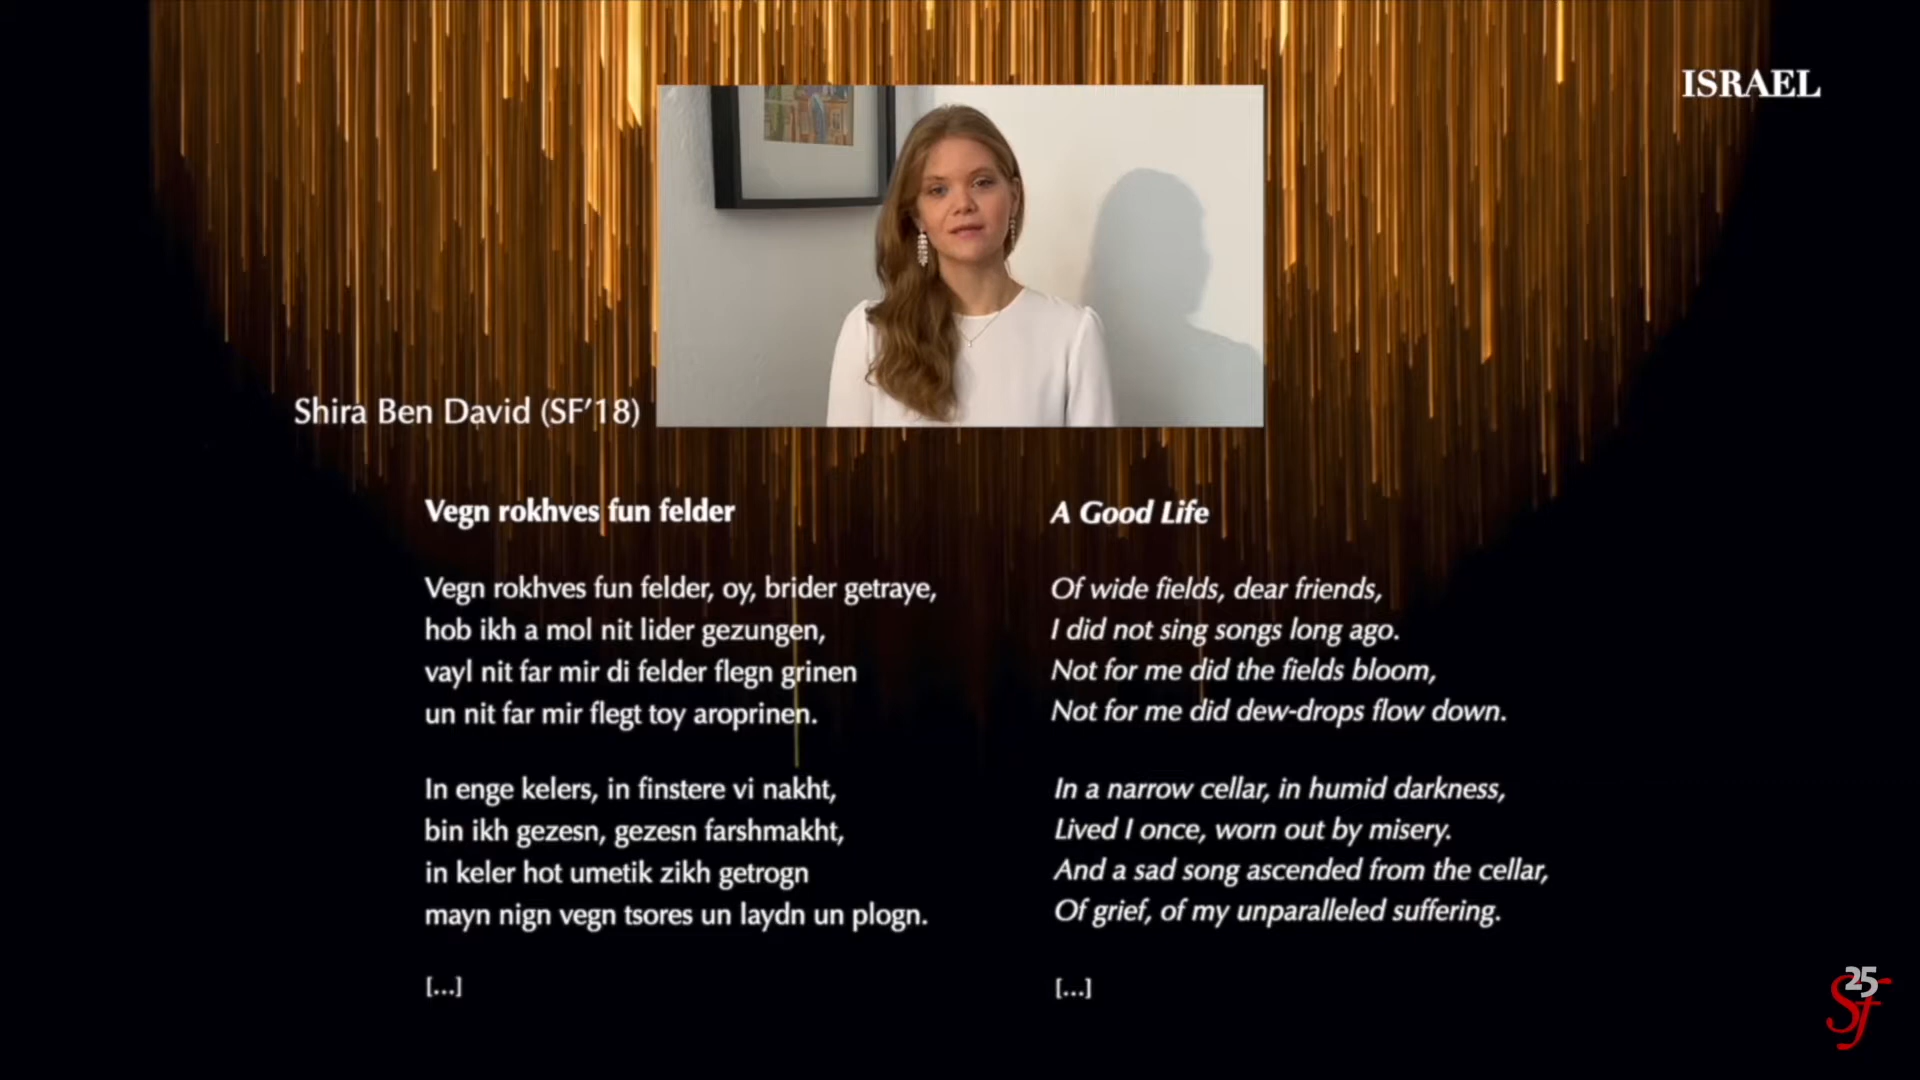 ISRAEL
Shira Ben David (SF'18)
Vegn rokhves fun felder
Vegn rokhves fun felder, oy, brider getraye,
hob ikh a mol nit lider gezungen,
vayl nit far mir di felder flegn grinen
un nit far mir flegt toy aroprinen.
In enge kelers, in finstere vi nakht,
bin ikh gezesn, gezesn farshmakht,
in keler hot umetik zikh getrogn
mayn nign vegn tsores un laydn un plogn.
[...]
A Good Life
Of wide fields, dear friends,
I did not sing songs long ago.
Not for me did the fields bloom,
Not for me did dew-drops flow down.
In a narrow cellar, in humid darkness,
Lived I once, worn out by misery.
And a sad song ascended from the cellar,
Of grief, of my unparalleled suffering.
[...]
25
Sf